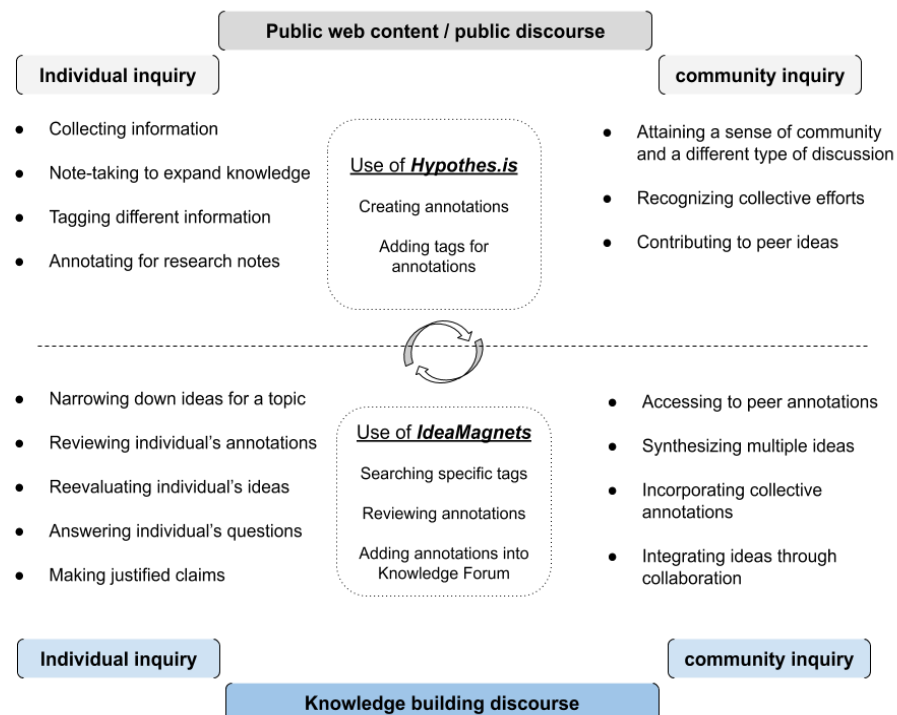 Public web content / public discourse
Individual inquiry
community inquiry
● Collecting information
● Note-taking to expand knowledge
● Tagging different information
● Annotating for research notes
Use of Hypothes.is
Creating annotations
Adding tags for
annotations
● Attaining a sense of community
and a different type of discussion
● Recognizing collective efforts
● Contributing to peer ideas
● Narrowing down ideas for a topic
● Reviewing individual's annotations
● Reevaluating individual's ideas
● Answering individual's questions
● Making justified claims
Use of IdeaMagnets
Searching specific tags
Reviewing annotations
Adding annotations into
Knowledge Forum
● Accessing to peer annotations
● Synthesizing multiple ideas
● Incorporating collective
annotations
● Integrating ideas through
collaboration
Individual inquiry
community inquiry
Knowledge building discourse